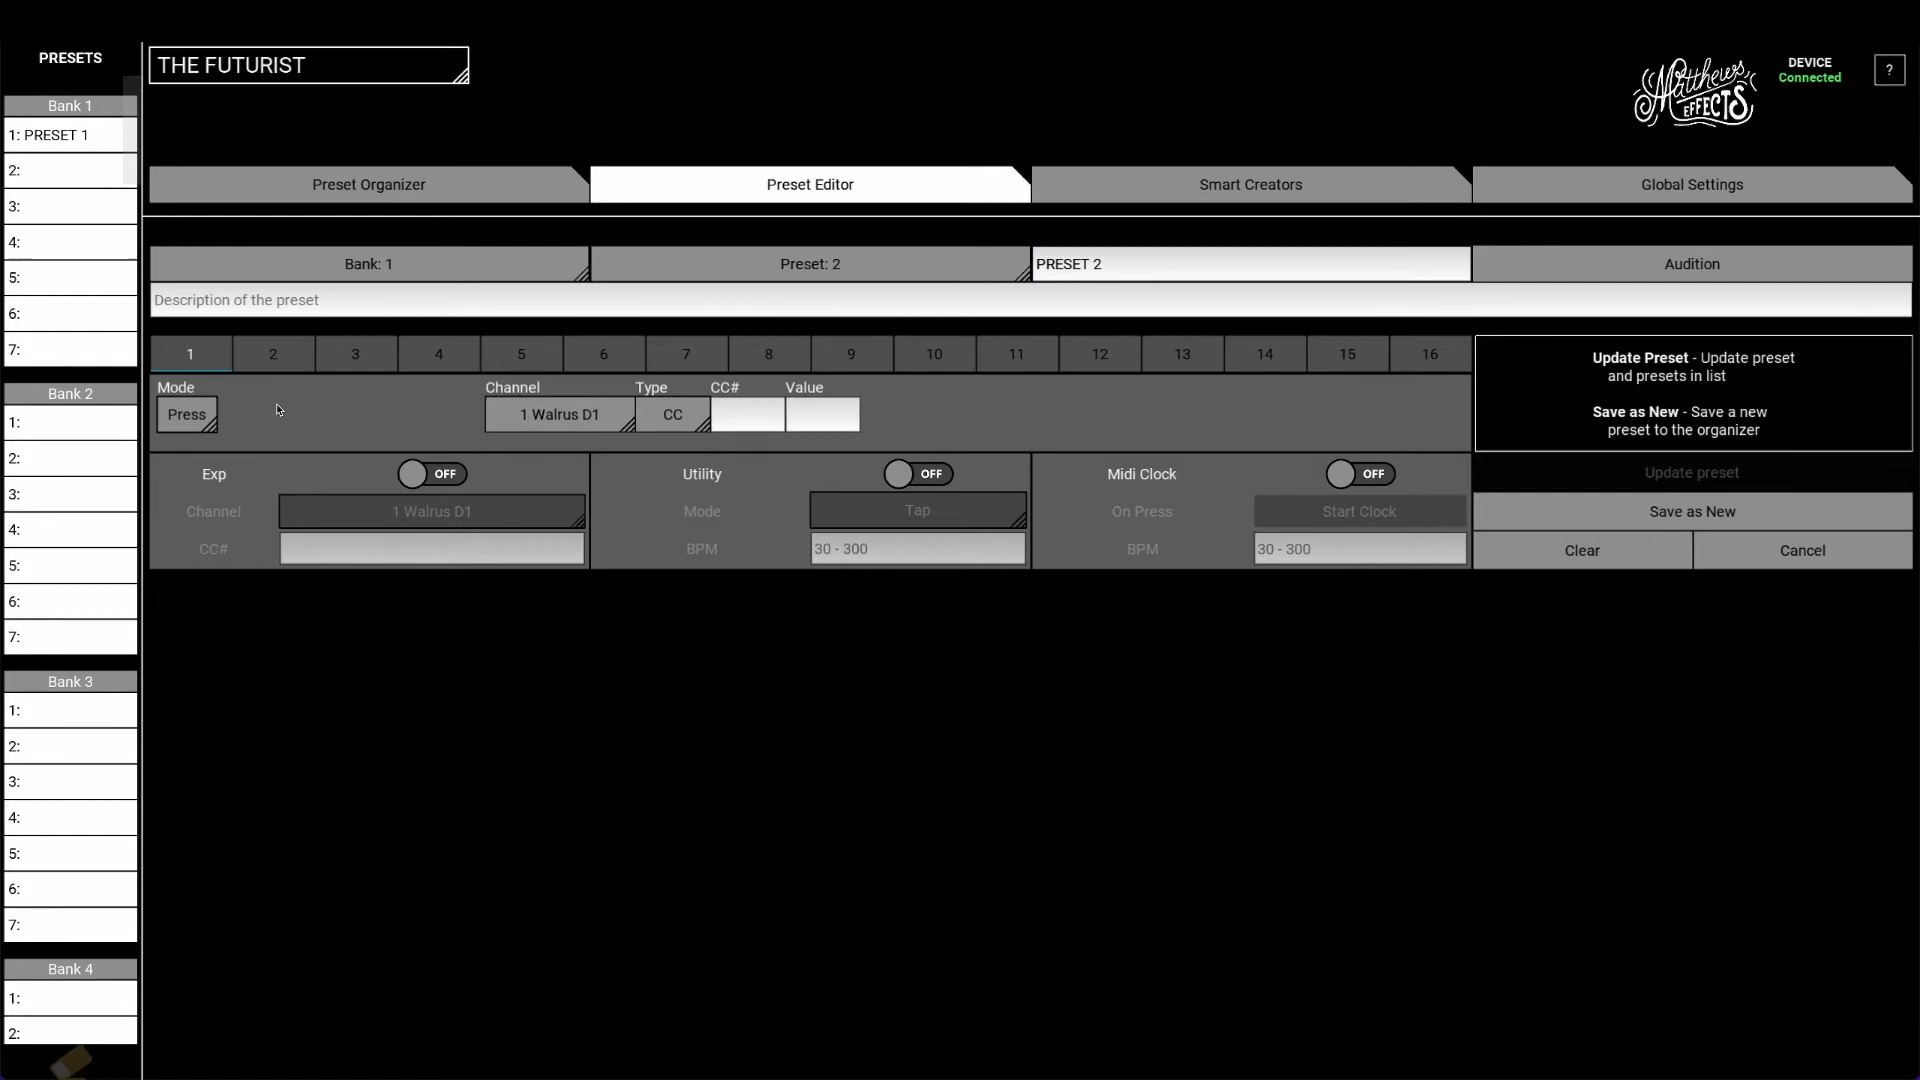 PRESETS
THE FUTURIST
Matthews
EFFECTS
DEVICE
Connected
?
Bank 1
1: PRESET 1
2:
3:
4:
5:
6:
7:
Bank 2
1:
2:
3:
4:
5:
6:
7:
Bank 3
1:
2:
3:
4:
5:
6:
7:
Bank 4
1:
2:
Preset Organizer
Preset Editor
Smart Creators
Global Settings
Bank: 1
Preset: 2
PRESET 2
Audition
Description of the preset
1 2 3 4 5 6 7 8 9 10 11 12 13 14 15 16
Mode
Press
Channel
1 Walrus D1
Type
CC
CC#
Value
Update Preset - Update preset
and presets in list
Save as New - Save a new
preset to the organizer
Exp
OFF
Channel
1 Walrus D1
CC#
Utility
OFF
Mode
Tap
BPM
30 - 300
Midi Clock
OFF
On Press
Start Clock
BPM
30 - 300
Update preset
Save as New
Clear
Cancel